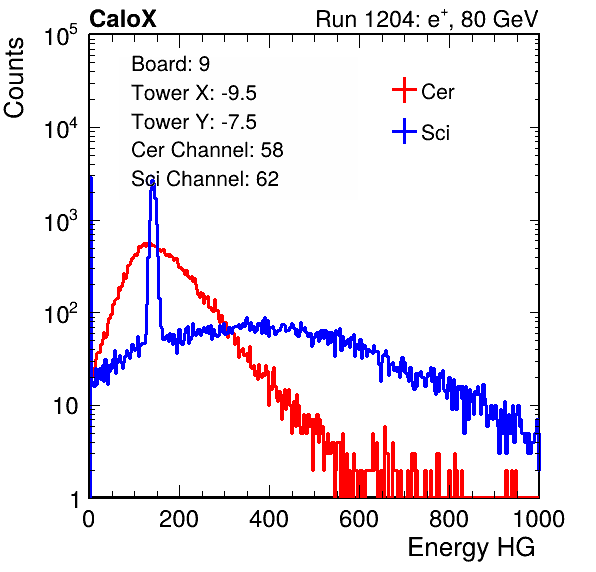 CaloX Run 1204: e⁺, 80 GeV
Counts
Board: 9
Tower X: -9.5
Tower Y: -7.5
Cer Channel: 58
Sci Channel: 62
Cer
Sci
10⁵
10⁴
10³
10²
10
1
0 200 400 600 800 1000
Energy HG